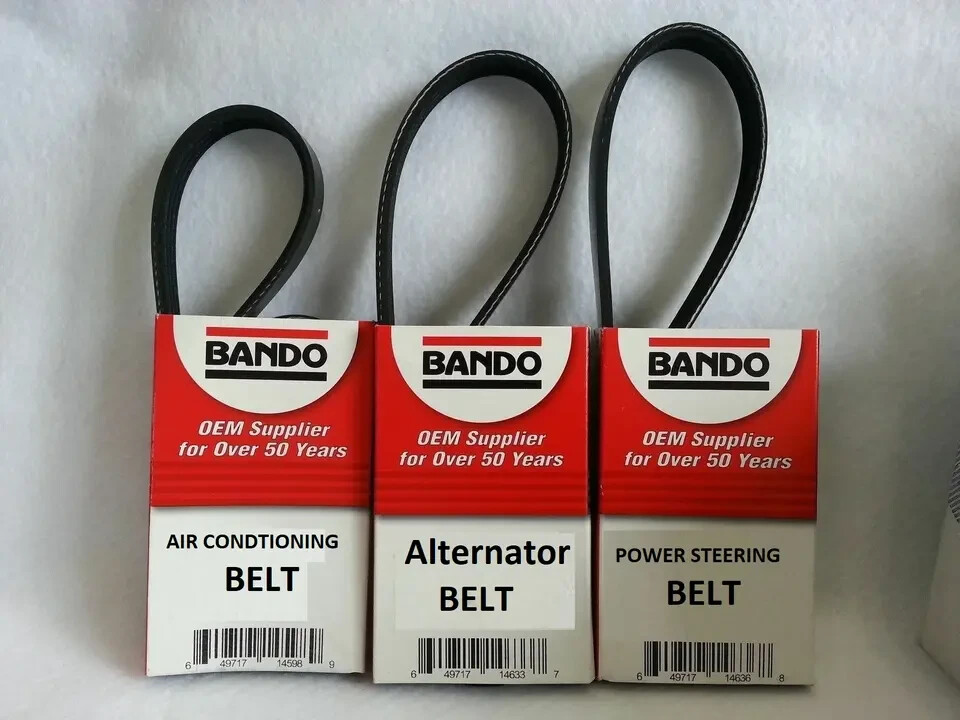 BANDO
OEM Supplier
for Over 50 Years
AIR CONDTIONING
BELT
6 49717 14598 9
BANDO
OEM Supplier
for Over 50 Years
Alternator
BELT
6 49717 14633 7
BANDO
OEM Supplier
for Over 50 Years
POWER STEERING
BELT
6 49717 14636 8